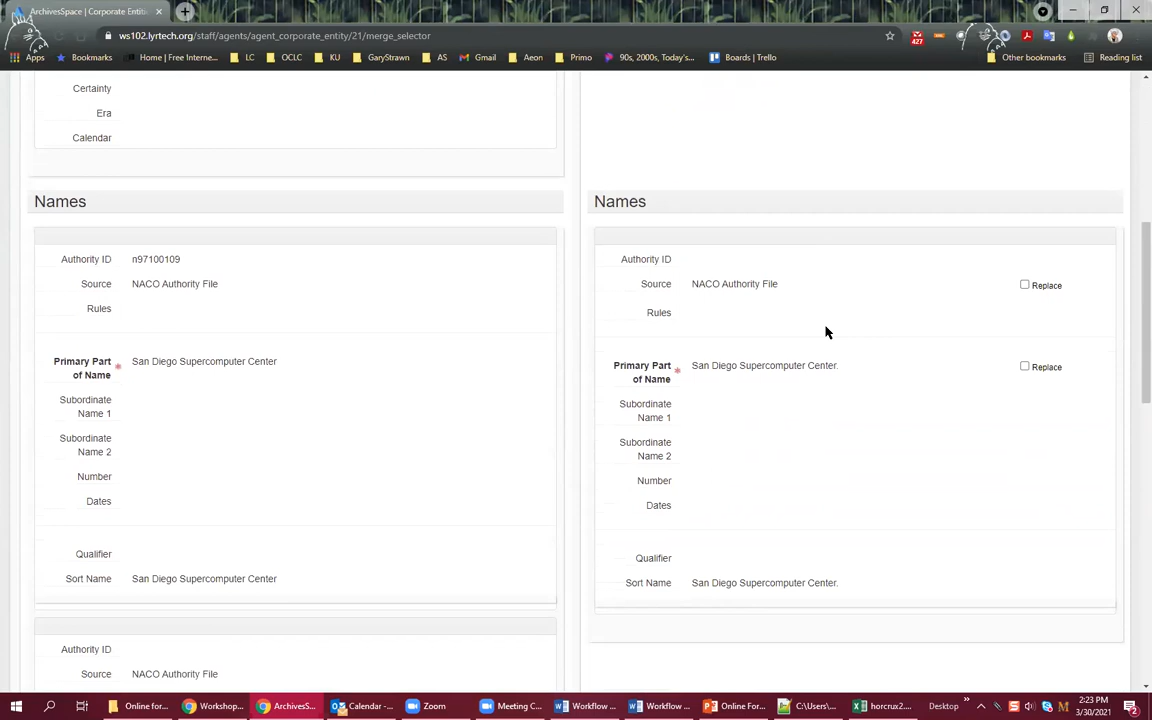 ArchivesSpace | Corporate Entiti
ws102.lyrtech.org/staff/agents/agent_corporate_entity/21/merge_selector
427
Apps Bookmarks Home | Free Interne... LC OCLC KU GaryStrawn AS Gmail Aeon Primo 90s, 2000s, Today's... Boards | Trello Other bookmarks Reading list
Certainty
Era
Calendar
Names
Authority ID n97100109
Source NACO Authority File
Rules
Primary Part of Name * San Diego Supercomputer Center
Subordinate Name 1
Subordinate Name 2
Number
Dates
Qualifier
Sort Name San Diego Supercomputer Center
Authority ID
Source NACO Authority File
Names
Authority ID
Source NACO Authority File Replace
Rules
Primary Part of Name * San Diego Supercomputer Center. Replace
Subordinate Name 1
Subordinate Name 2
Number
Dates
Qualifier
Sort Name San Diego Supercomputer Center.
Online for... Workshop... ArchivesS... Calendar -... Zoom Meeting C... Workflow ... Workflow ... Online For... C:\Users\... horcrux2.... Desktop 2:23 PM
3/30/2021
2